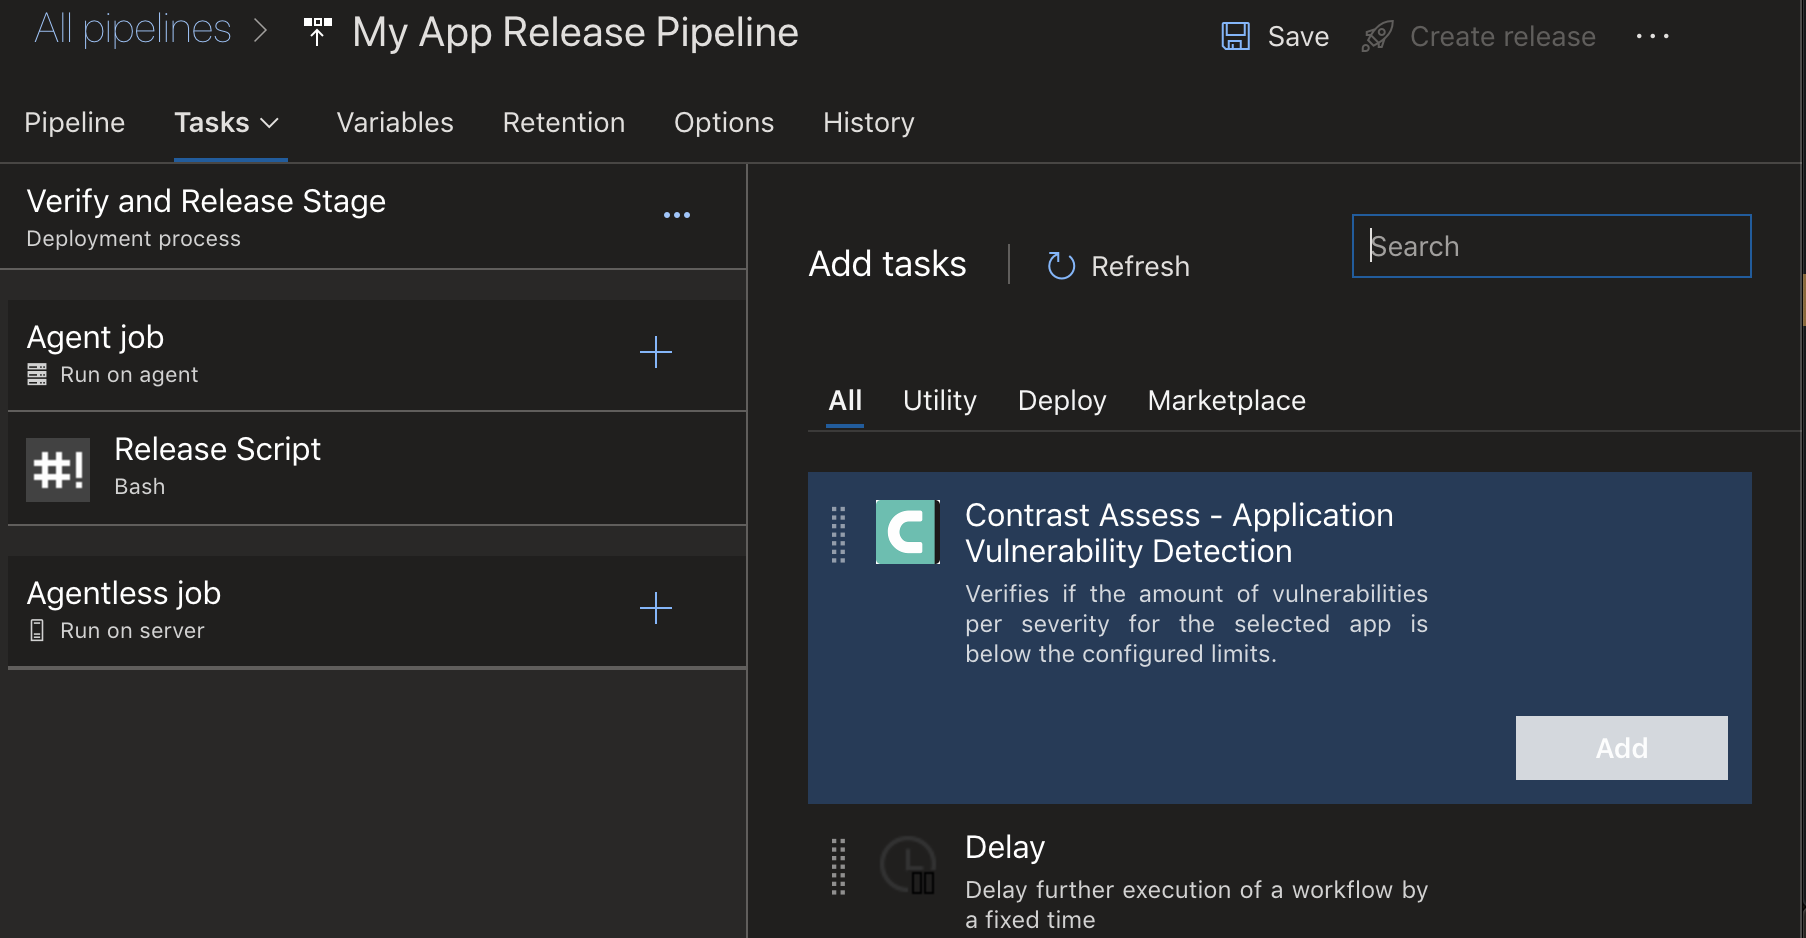 All pipelines > My App Release Pipeline
Save Create release ...
Pipeline Tasks Variables Retention Options History
Verify and Release Stage
Deployment process
Add tasks | Refresh
Search
Agent job
Run on agent
#! Release Script
Bash
Agentless job
Run on server
All Utility Deploy Marketplace
Contrast Assess - Application
Vulnerability Detection
Verifies if the amount of vulnerabilities
per severity for the selected app is
below the configured limits.
Add
Delay
Delay further execution of a workflow by
a fixed time